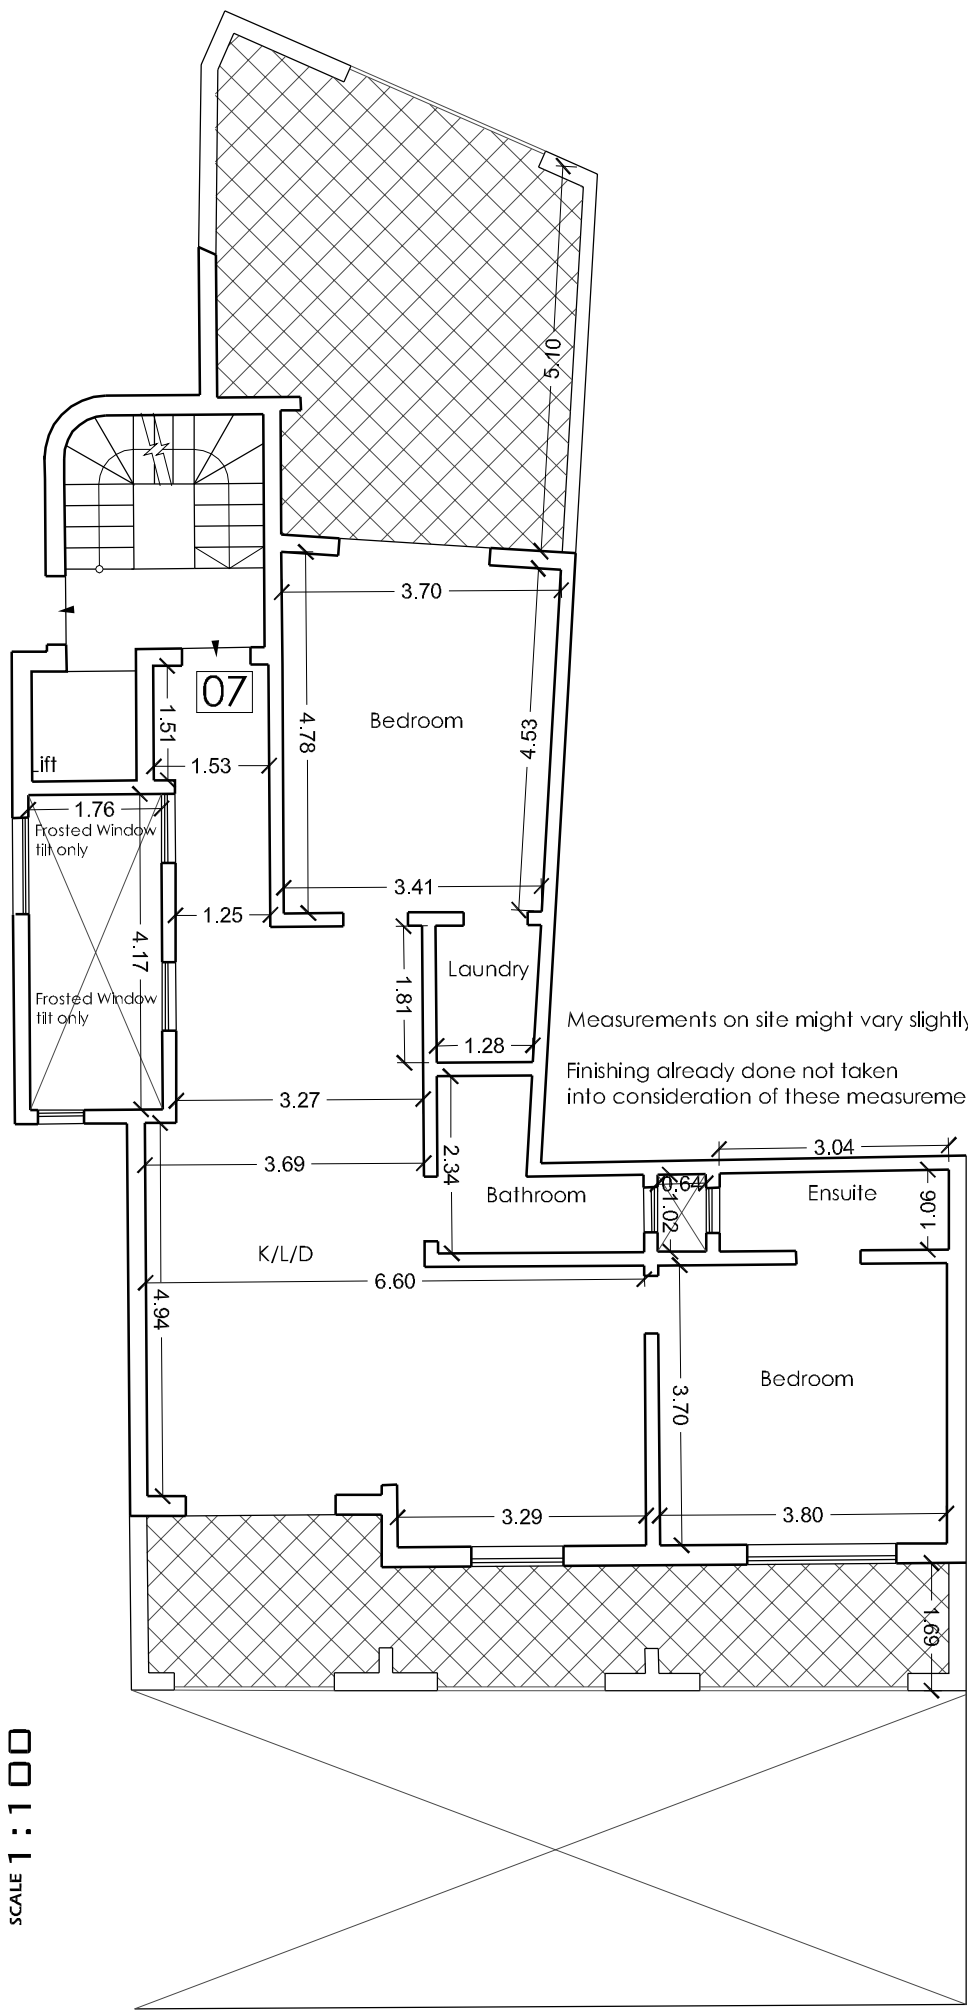 5.10
3.70
07
Bedroom
4.78
4.53
1.51
1.53
Lift
1.76
Frosted Window
tilt only
3.41
1.25
4.17
Laundry
1.81
Frosted Window
tilt only
1.28
Measurements on site might vary slightly
Finishing already done not taken
into consideration of these measureme
3.27
3.69
2.34
3.04
0.64
1.02
Bathroom
Ensuite
1.06
K/L/D
6.60
4.94
Bedroom
3.70
3.29
3.80
1.69
SCALE 1:100